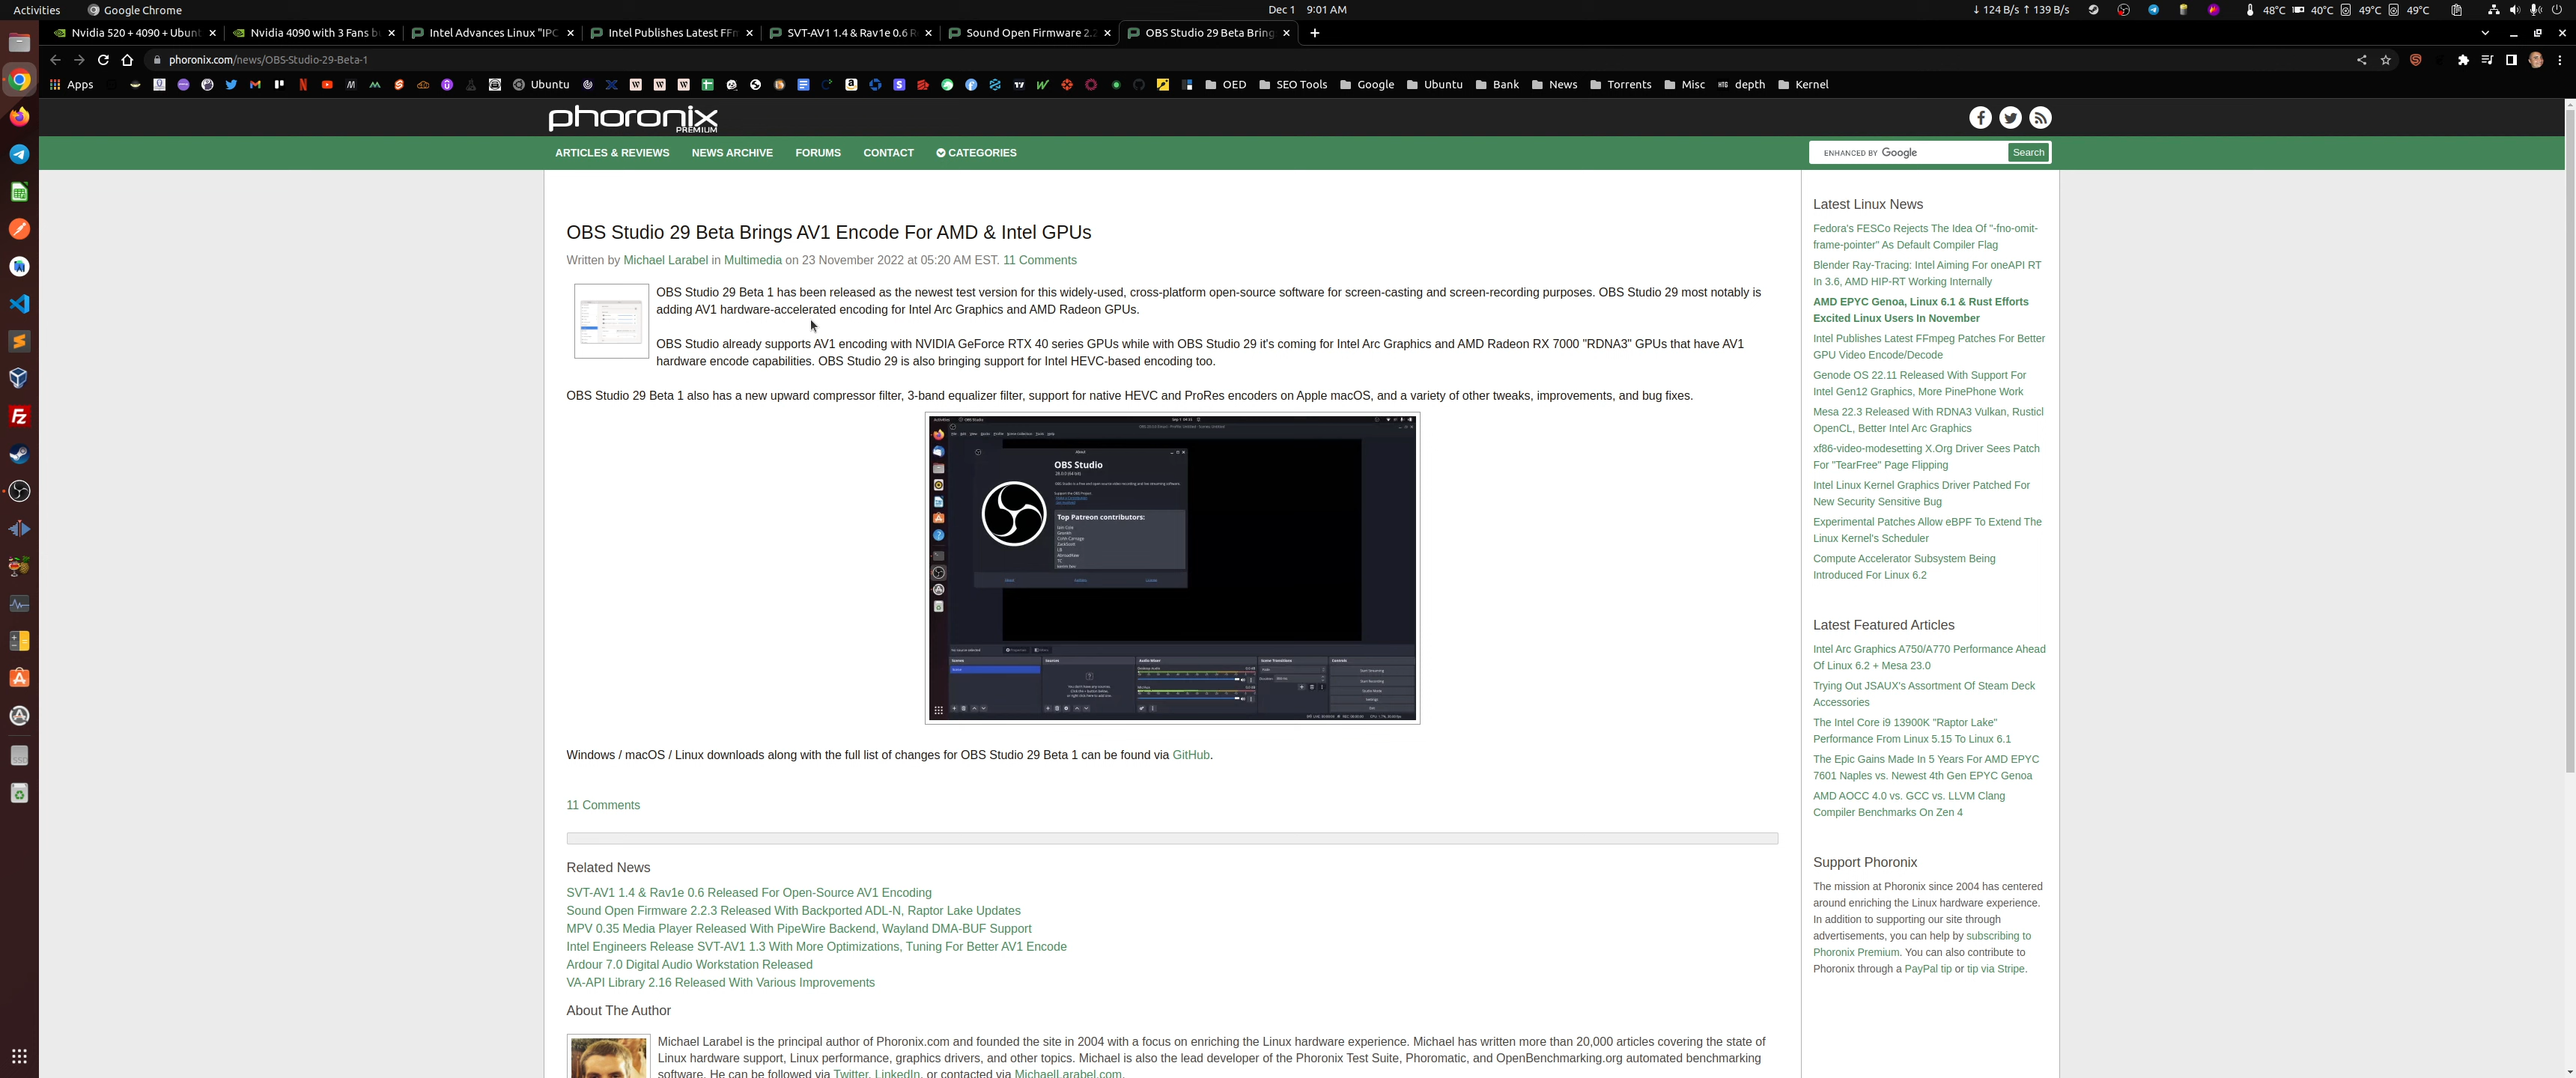 Activities
Google Chrome
Dec 1 9:01 AM
↓ 124 B/s ↑ 139 B/s
48°C
40°C
49°C
49°C
Nvidia 520 + 4090 + Ubunt
Nvidia 4090 with 3 Fans b
Intel Advances Linux "IPC
Intel Publishes Latest FFm
SVT-AV1 1.4 & Rav1e 0.6 R
Sound Open Firmware 2.2
OBS Studio 29 Beta Bring
phoronix.com/news/OBS-Studio-29-Beta-1
Apps
Ubuntu
OED
SEO Tools
Google
Ubuntu
Bank
News
Torrents
Misc
depth
Kernel
phoronix
PREMIUM
ARTICLES & REVIEWS
NEWS ARCHIVE
FORUMS
CONTACT
CATEGORIES
ENHANCED BY Google
Search
OBS Studio 29 Beta Brings AV1 Encode For AMD & Intel GPUs
Written by Michael Larabel in Multimedia on 23 November 2022 at 05:20 AM EST. 11 Comments
OBS Studio 29 Beta 1 has been released as the newest test version for this widely-used, cross-platform open-source software for screen-casting and screen-recording purposes. OBS Studio 29 most notably is
adding AV1 hardware-accelerated encoding for Intel Arc Graphics and AMD Radeon GPUs.
OBS Studio already supports AV1 encoding with NVIDIA GeForce RTX 40 series GPUs while with OBS Studio 29 it's coming for Intel Arc Graphics and AMD Radeon RX 7000 "RDNA3" GPUs that have AV1
hardware encode capabilities. OBS Studio 29 is also bringing support for Intel HEVC-based encoding too.
OBS Studio 29 Beta 1 also has a new upward compressor filter, 3-band equalizer filter, support for native HEVC and ProRes encoders on Apple macOS, and a variety of other tweaks, improvements, and bug fixes.
OBS Studio
Top Patreon contributors:
Windows / macOS / Linux downloads along with the full list of changes for OBS Studio 29 Beta 1 can be found via GitHub.
11 Comments
Related News
SVT-AV1 1.4 & Rav1e 0.6 Released For Open-Source AV1 Encoding
Sound Open Firmware 2.2.3 Released With Backported ADL-N, Raptor Lake Updates
MPV 0.35 Media Player Released With PipeWire Backend, Wayland DMA-BUF Support
Intel Engineers Release SVT-AV1 1.3 With More Optimizations, Tuning For Better AV1 Encode
Ardour 7.0 Digital Audio Workstation Released
VA-API Library 2.16 Released With Various Improvements
About The Author
Michael Larabel is the principal author of Phoronix.com and founded the site in 2004 with a focus on enriching the Linux hardware experience. Michael has written more than 20,000 articles covering the state of
Linux hardware support, Linux performance, graphics drivers, and other topics. Michael is also the lead developer of the Phoronix Test Suite, Phoromatic, and OpenBenchmarking.org automated benchmarking
software. He can be followed via Twitter, LinkedIn, or contacted via MichaelLarabel.com.
Latest Linux News
Fedora's FESCo Rejects The Idea Of "-fno-omit-
frame-pointer" As Default Compiler Flag
Blender Ray-Tracing: Intel Aiming For oneAPI RT
In 3.6, AMD HIP-RT Working Internally
AMD EPYC Genoa, Linux 6.1 & Rust Efforts
Excited Linux Users In November
Intel Publishes Latest FFmpeg Patches For Better
GPU Video Encode/Decode
Genode OS 22.11 Released With Support For
Intel Gen12 Graphics, More PinePhone Work
Mesa 22.3 Released With RDNA3 Vulkan, Rusticl
OpenCL, Better Intel Arc Graphics
xf86-video-modesetting X.Org Driver Sees Patch
For "TearFree" Page Flipping
Intel Linux Kernel Graphics Driver Patched For
New Security Sensitive Bug
Experimental Patches Allow eBPF To Extend The
Linux Kernel's Scheduler
Compute Accelerator Subsystem Being
Introduced For Linux 6.2
Latest Featured Articles
Intel Arc Graphics A750/A770 Performance Ahead
Of Linux 6.2 + Mesa 23.0
Trying Out JSAUX's Assortment Of Steam Deck
Accessories
The Intel Core i9 13900K "Raptor Lake"
Performance From Linux 5.15 To Linux 6.1
The Epic Gains Made In 5 Years For AMD EPYC
7601 Naples vs. Newest 4th Gen EPYC Genoa
AMD AOCC 4.0 vs. GCC vs. LLVM Clang
Compiler Benchmarks On Zen 4
Support Phoronix
The mission at Phoronix since 2004 has centered
around enriching the Linux hardware experience.
In addition to supporting our site through
advertisements, you can help by subscribing to
Phoronix Premium. You can also contribute to
Phoronix through a PayPal tip or tip via Stripe.